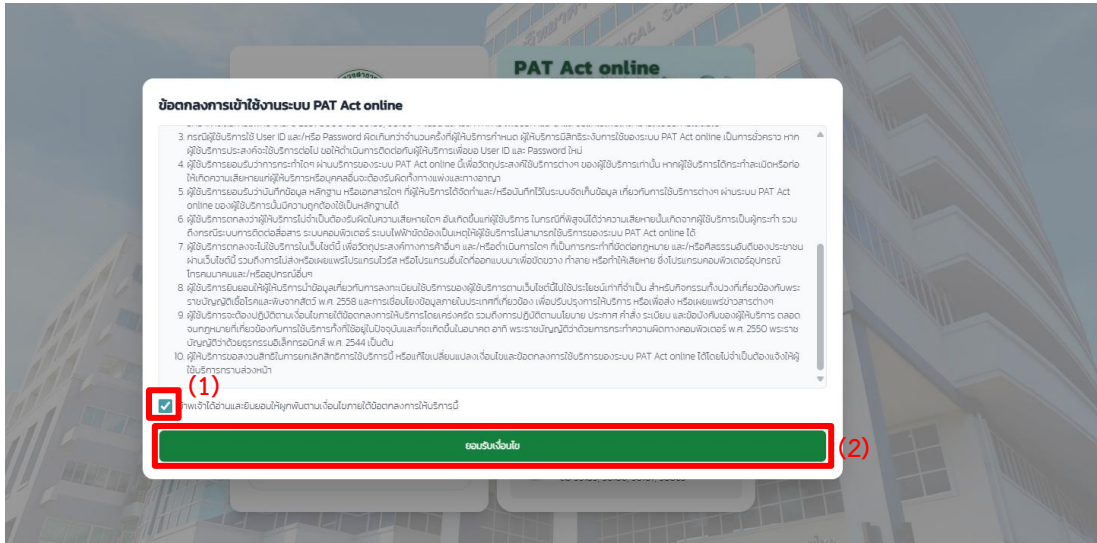 PAT Act online
ข้อตกลงการเข้าใช้งานระบบ PAT Act online
3. กรณีผู้ใช้บริการใช้ User ID และ/หรือ Password ผิดเกินกว่าจำนวนครั้งที่ผู้ให้บริการกำหนด ผู้ให้บริการมีสิทธิระงับการใช้ของระบบ PAT Act online เป็นการชั่วคราว หาก
ผู้ใช้บริการประสงค์จะใช้บริการต่อไป ขอให้ดำเนินการติดต่อกับผู้ให้บริการเพื่อขอ User ID และ Password ใหม่
4. ผู้ใช้บริการยอมรับว่าการกระทำใดๆ ผ่านบริการของระบบ PAT Act online นี้เพื่อวัตถุประสงค์ใช้บริการต่างๆ ของผู้ใช้บริการเท่านั้น หากผู้ใช้บริการได้กระทำละเมิดหรือก่อ
ให้เกิดความเสียหายแก่ผู้ให้บริการหรือบุคคลอื่นจะต้องรับผิดทั้งทางแพ่งและทางอาญา
5. ผู้ใช้บริการยอมรับว่าบันทึกข้อมูล หลักฐาน หรือเอกสารใดๆ ที่ผู้ให้บริการได้จัดทำและ/หรือบันทึกไว้ในระบบจัดเก็บข้อมูล เกี่ยวกับการใช้บริการต่างๆ ผ่านระบบ PAT Act
online ของผู้ใช้บริการนั้นมีความถูกต้องใช้เป็นหลักฐานได้
6. ผู้ใช้บริการตกลงว่าผู้ให้บริการไม่จำเป็นต้องรับผิดในความเสียหายใดๆ อันเกิดขึ้นแก่ผู้ใช้บริการ ในกรณีที่พิสูจน์ได้ว่าความเสียหายนั้นเกิดจากผู้ใช้บริการเป็นผู้กระทำ รวม
ถึงกรณีระบบการติดต่อสื่อสาร ระบบคอมพิวเตอร์ ระบบไฟฟ้าขัดข้องเป็นเหตุให้ผู้ใช้บริการไม่สามารถใช้บริการของระบบ PAT Act online ได้
7. ผู้ใช้บริการตกลงจะไม่ใช้บริการในเว็บไซต์นี้ เพื่อวัตถุประสงค์ทางการค้าอื่นๆ และ/หรือดำเนินการใดๆ ที่เป็นการกระทำที่ขัดต่อกฎหมาย และ/หรือศีลธรรมอันดีของประชาชน
ผ่านเว็บไซต์นี้ รวมถึงการไม่ส่งหรือเผยแพร่โปรแกรมไวรัส หรือโปรแกรมอื่นใดที่ออกแบบมาเพื่อขัดขวาง ทำลาย หรือทำให้เสียหาย ซึ่งโปรแกรมคอมพิวเตอร์อุปกรณ์
โทรคมนาคมและ/หรืออุปกรณ์อื่นๆ
8. ผู้ใช้บริการยินยอมให้ผู้ให้บริการนำข้อมูลเกี่ยวกับการลงทะเบียนใช้บริการของผู้ใช้บริการตามเว็บไซต์นี้ไปใช้ประโยชน์เท่าที่จำเป็น สำหรับกิจกรรมทั้งปวงที่เกี่ยวข้องกับพระ
ราชบัญญัติเชื้อโรคและพิษจากสัตว์ พ.ศ. 2558 และการเชื่อมโยงข้อมูลภายในประเทศที่เกี่ยวข้อง เพื่อปรับปรุงการให้บริการ หรือเพื่อส่ง หรือเผยแพร่ข่าวสารต่างๆ
9. ผู้ใช้บริการจะต้องปฏิบัติตามเงื่อนไขภายใต้ข้อตกลงการให้บริการโดยเคร่งครัด รวมถึงการปฏิบัติตามนโยบาย ประกาศ คำสั่ง ระเบียบ และข้อบังคับของผู้ให้บริการ ตลอด
จนกฎหมายที่เกี่ยวข้องกับการใช้บริการทั้งที่ใช้อยู่ในปัจจุบันและที่จะเกิดขึ้นในอนาคต อาทิ พระราชบัญญัติว่าด้วยการกระทำความผิดทางคอมพิวเตอร์ พ.ศ. 2550 พระราช
บัญญัติว่าด้วยธุรกรรมอิเล็กทรอนิกส์ พ.ศ. 2544 เป็นต้น
10. ผู้ให้บริการขอสงวนสิทธิในการยกเลิกสิทธิการใช้บริการนี้ หรือแก้ไขเปลี่ยนแปลงเงื่อนไขและข้อตกลงการใช้บริการของระบบ PAT Act online ได้โดยไม่จำเป็นต้องแจ้งให้ผู้
ใช้บริการทราบล่วงหน้า
(1)
ข้าพเจ้าได้อ่านและยินยอมให้ผูกพันตามเงื่อนไขภายใต้ข้อตกลงการให้บริการนี้
ยอมรับเงื่อนไข
(2)